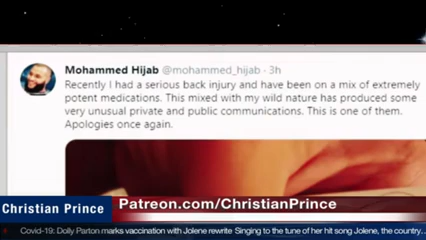 Mohammed Hijab @mohammed_hijab · 3h
Recently I had a serious back injury and have been on a mix of extremely
potent medications. This mixed with my wild nature has produced some
very unusual private and public communications. This is one of them.
Apologies once again.
Christian Prince
Patreon.com/ChristianPrince
Covid-19: Dolly Parton marks vaccination with Jolene rewrite Singing to the tune of her hit song Jolene, the country...